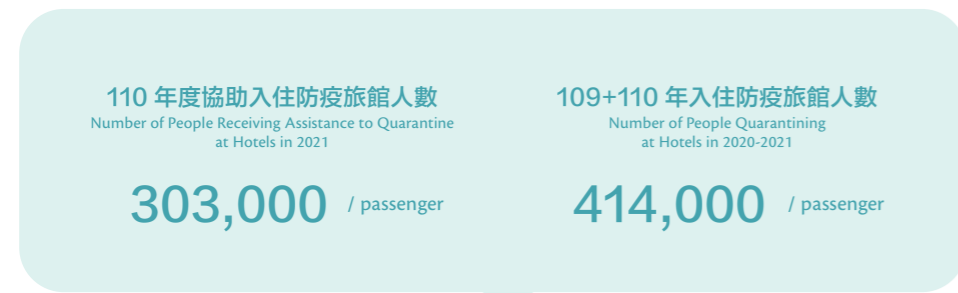 110 年度協助入住防疫旅館人數
Number of People Receiving Assistance to Quarantine
at Hotels in 2021
303,000 / passenger
109+110 年入住防疫旅館人數
Number of People Quarantining
at Hotels in 2020-2021
414,000 / passenger